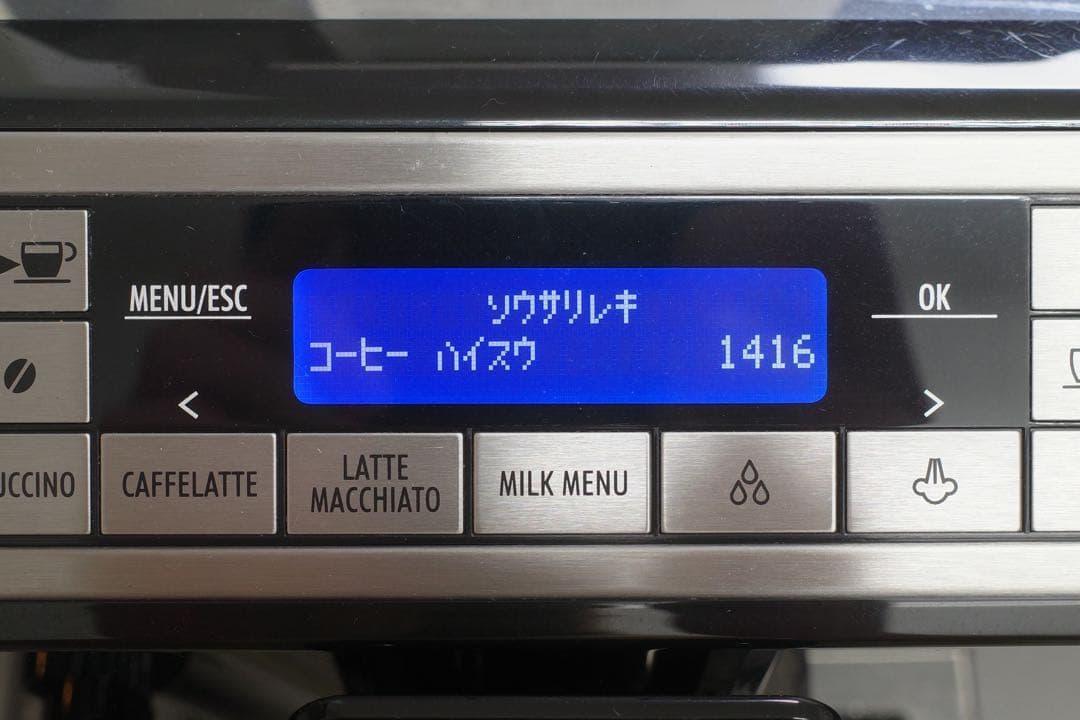 MENU/ESC
ソウサリレキ
コーヒー ハイスウ 1416
OK
<
>
UCCINO
CAFFELATTE
LATTE
MACCHIATO
MILK MENU